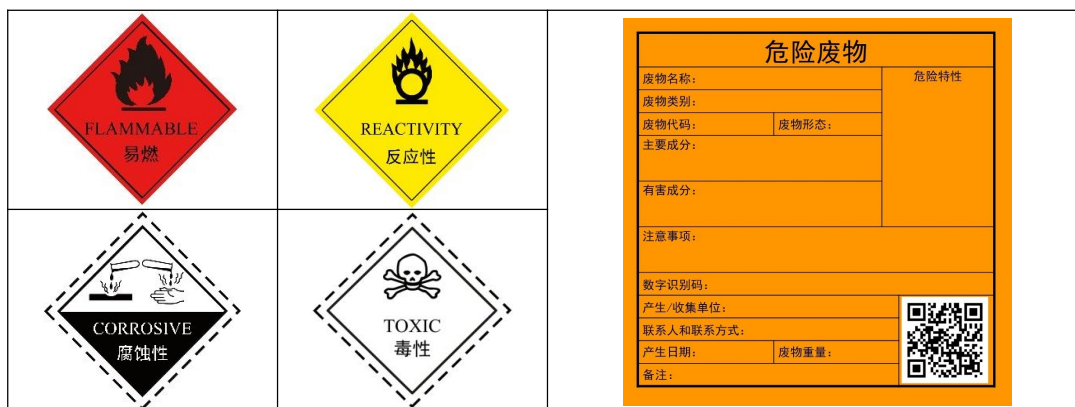 FLAMMABLE
易燃
REACTIVITY
反应性
CORROSIVE
腐蚀性
TOXIC
毒性
危险废物
废物名称：
危险特性
废物类别：
废物代码：
废物形态：
主要成分：
有害成分：
注意事项：
数字识别码：
产生/收集单位：
联系人和联系方式：
产生日期：
废物重量：
备注：